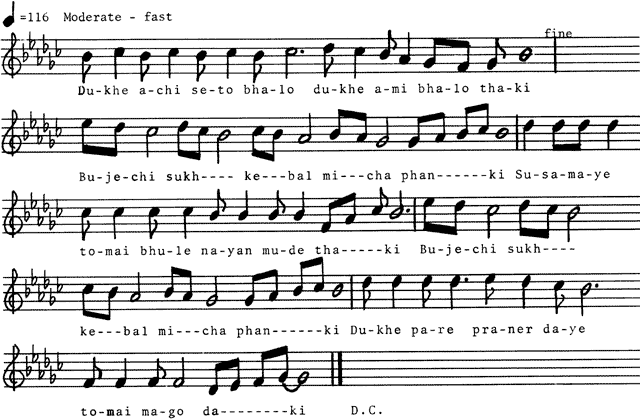 =116 Moderate - fast
fine
Du-khe a-chi se-to bha-lo du-khe a-mi bha-lo tha-ki
Bu-je-chi sukh---- ke---bal mi---cha phan------ki Su-sa-ma-ye
to-mai bhu-le na-yan mu-de tha-----ki Bu-je-chi sukh----
ke---bal mi---cha phan------ki Du-khe pa-re pra-ner da-ye
to-mai ma-go da--------ki D.C.